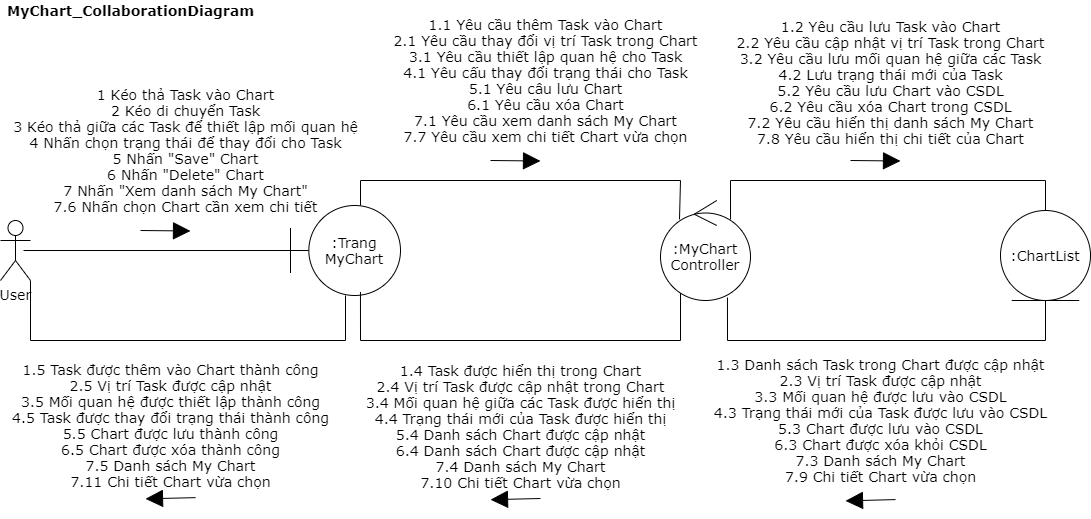 MyChart_CollaborationDiagram
1 Kéo thả Task vào Chart
2 Kéo di chuyển Task
3 Kéo thả giữa các Task để thiết lập mối quan hệ
4 Nhấn chọn trạng thái để thay đổi cho Task
5 Nhấn "Save" Chart
6 Nhấn "Delete" Chart
7 Nhấn "Xem danh sách My Chart"
7.6 Nhấn chọn Chart cần xem chi tiết
1.1 Yêu cầu thêm Task vào Chart
2.1 Yêu cầu thay đổi vị trí Task trong Chart
3.1 Yêu cầu thiết lập quan hệ cho Task
4.1 Yêu cấu thay đổi trạng thái cho Task
5.1 Yêu câu lưu Chart
6.1 Yêu cầu xóa Chart
7.1 Yêu cầu xem danh sách My Chart
7.7 Yêu cầu xem chi tiết Chart vừa chọn
1.2 Yêu cầu lưu Task vào Chart
2.2 Yêu cầu cập nhật vị trí Task trong Chart
3.2 Yêu cầu lưu mối quan hệ giữa các Task
4.2 Lưu trạng thái mới của Task
5.2 Yêu cầu lưu Chart vào CSDL
6.2 Yêu cầu xóa Chart trong CSDL
7.2 Yêu cầu hiển thị danh sách My Chart
7.8 Yêu cầu hiển thị chi tiết của Chart
User
:Trang
MyChart
:MyChart
Controller
:ChartList
1.5 Task được thêm vào Chart thành công
2.5 Vị trí Task được cập nhật
3.5 Mối quan hệ được thiết lập thành công
4.5 Task được thay đổi trạng thái thành công
5.5 Chart được lưu thành công
6.5 Chart được xóa thành công
7.5 Danh sách My Chart
7.11 Chi tiết Chart vừa chọn
1.4 Task được hiển thị trong Chart
2.4 Vị trí Task được cập nhật trong Chart
3.4 Mối quan hệ giữa các Task được hiển thị
4.4 Trạng thái mới của Task được hiển thị
5.4 Danh sách Chart được cập nhật
6.4 Danh sách Chart được cập nhật
7.4 Danh sách My Chart
7.10 Chi tiết Chart vừa chọn
1.3 Danh sách Task trong Chart được cập nhật
2.3 Vị trí Task được cập nhật
3.3 Mối quan hệ được lưu vào CSDL
4.3 Trạng thái mới của Task được lưu vào CSDL
5.3 Chart được lưu vào CSDL
6.3 Chart được xóa khỏi CSDL
7.3 Danh sách My Chart
7.9 Chi tiết Chart vừa chọn